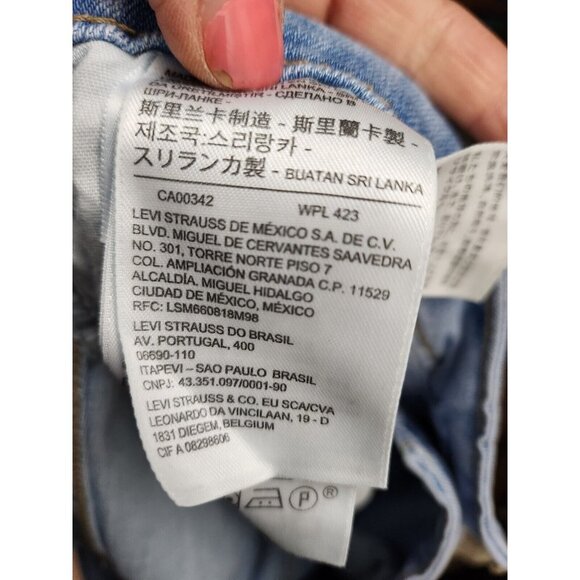 SRI LANKA
ШРИ-ЛАНКЕ - СДЕЛАНО В
斯里兰卡制造 - 斯里蘭卡製 -
제조국:스리랑카 -
スリランカ製 - BUATAN SRI LANKA
CA00342 WPL 423
LEVI STRAUSS DE MÉXICO S.A. DE C.V.
BLVD. MIGUEL DE CERVANTES SAAVEDRA
NO. 301, TORRE NORTE PISO 7
COL. AMPLIACIÓN GRANADA C.P. 11529
ALCALDÍA. MIGUEL HIDALGO
CIUDAD DE MÉXICO, MÉXICO
RFC: LSM660818M98
LEVI STRAUSS DO BRASIL
AV. PORTUGAL, 400
06690-110
ITAPEVI – SAO PAULO BRASIL
CNPJ: 43.351.097/0001-90
LEVI STRAUSS & CO. EU SCA/CVA
LEONARDO DA VINCILAAN, 19 - D
1831 DIEGEM, BELGIUM
CIF A 08298606
P ®